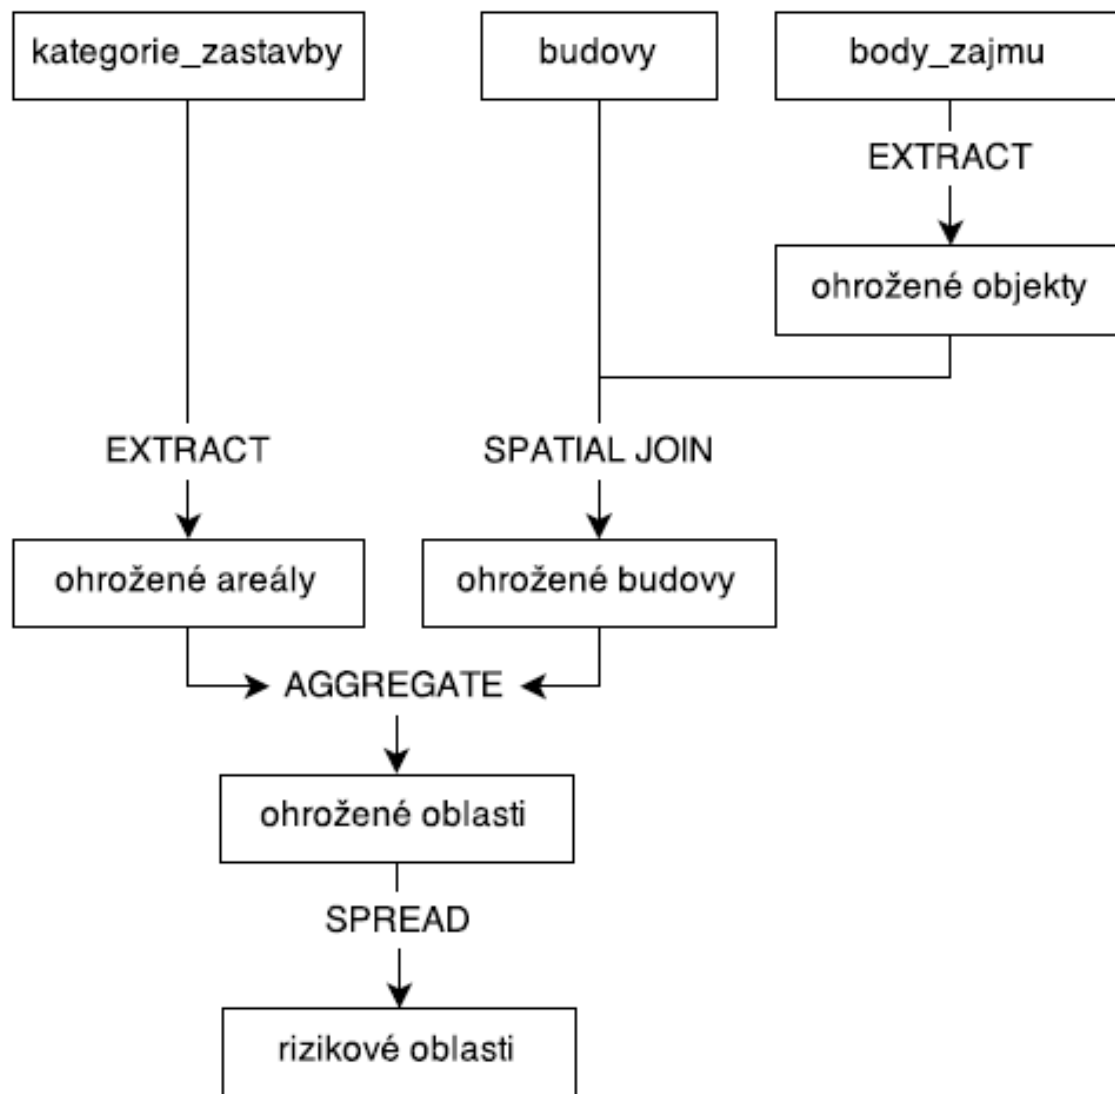 kategorie_zastavby
budovy
body_zajmu
EXTRACT
ohrožené objekty
EXTRACT
SPATIAL JOIN
ohrožené areály
ohrožené budovy
AGGREGATE
ohrožené oblasti
SPREAD
rizikové oblasti